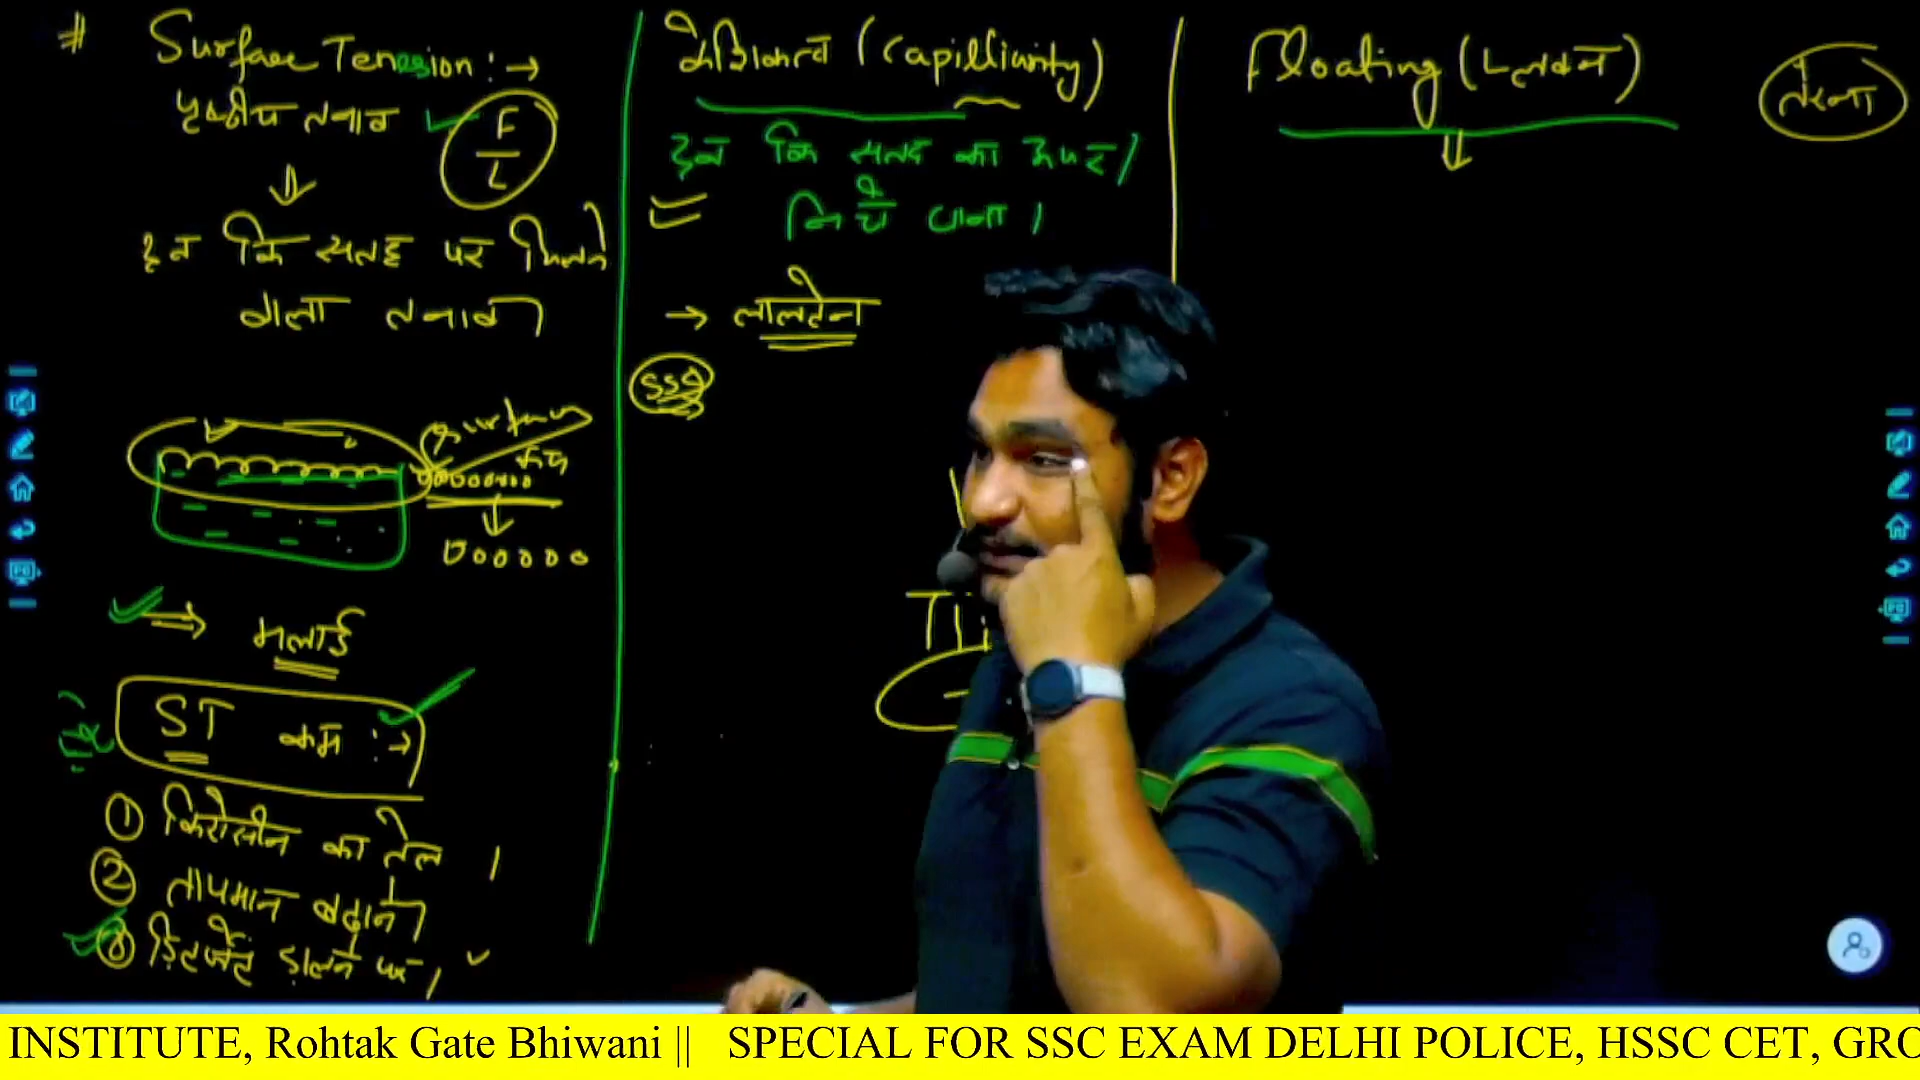 # Surface Tension :→
पृष्ठीय तनाव ✓ F/L
⇓
द्रव कि सतह पर मिलने
वाला तनाव।
Surface
000000
⇒ मलाई
ST कम :→
① किरोसीन का तेल।
② तापमान बढ़ाने
③ डिटर्जेंट डालने पर।
केशिकत्व (Capilliarity)
द्रव कि सतह का ऊपर/
निचे जाना।
→ लालटेन
SSC
Floating (प्लवन)
⇓
तैरना
INSTITUTE, Rohtak Gate Bhiwani || SPECIAL FOR SSC EXAM DELHI POLICE, HSSC CET, GRO